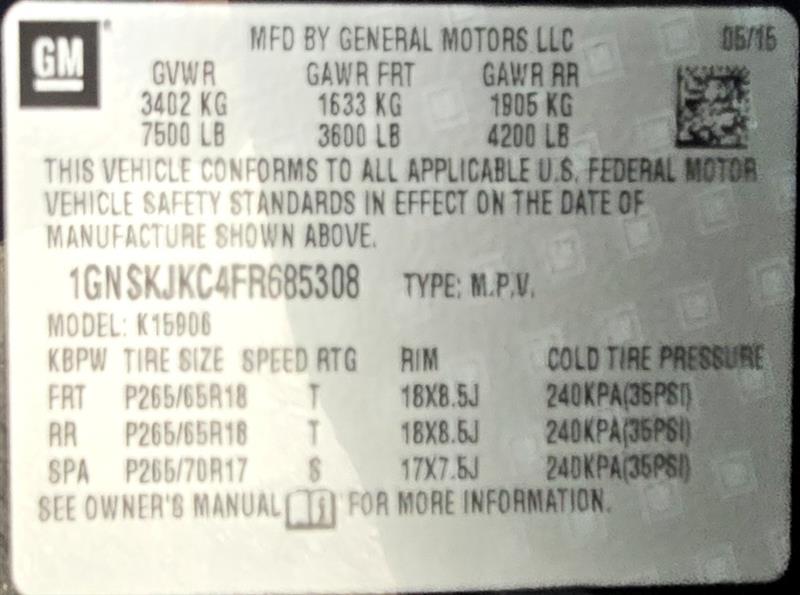 GM
MFD BY GENERAL MOTORS LLC 05/15
GVWR GAWR FRT GAWR RR
3402 KG 1633 KG 1905 KG
7500 LB 3600 LB 4200 LB
THIS VEHICLE CONFORMS TO ALL APPLICABLE U.S. FEDERAL MOTOR
VEHICLE SAFETY STANDARDS IN EFFECT ON THE DATE OF
MANUFACTURE SHOWN ABOVE.
1GNSKJKC4FR685308 TYPE: M.P.V.
MODEL: K15906
KBPW TIRE SIZE SPEED RTG RIM COLD TIRE PRESSURE
FRT P265/65R18 T 18X8.5J 240KPA(35PSI)
RR P265/65R18 T 18X8.5J 240KPA(35PSI)
SPA P265/70R17 S 17X7.5J 240KPA(35PSI)
SEE OWNER'S MANUAL FOR MORE INFORMATION.